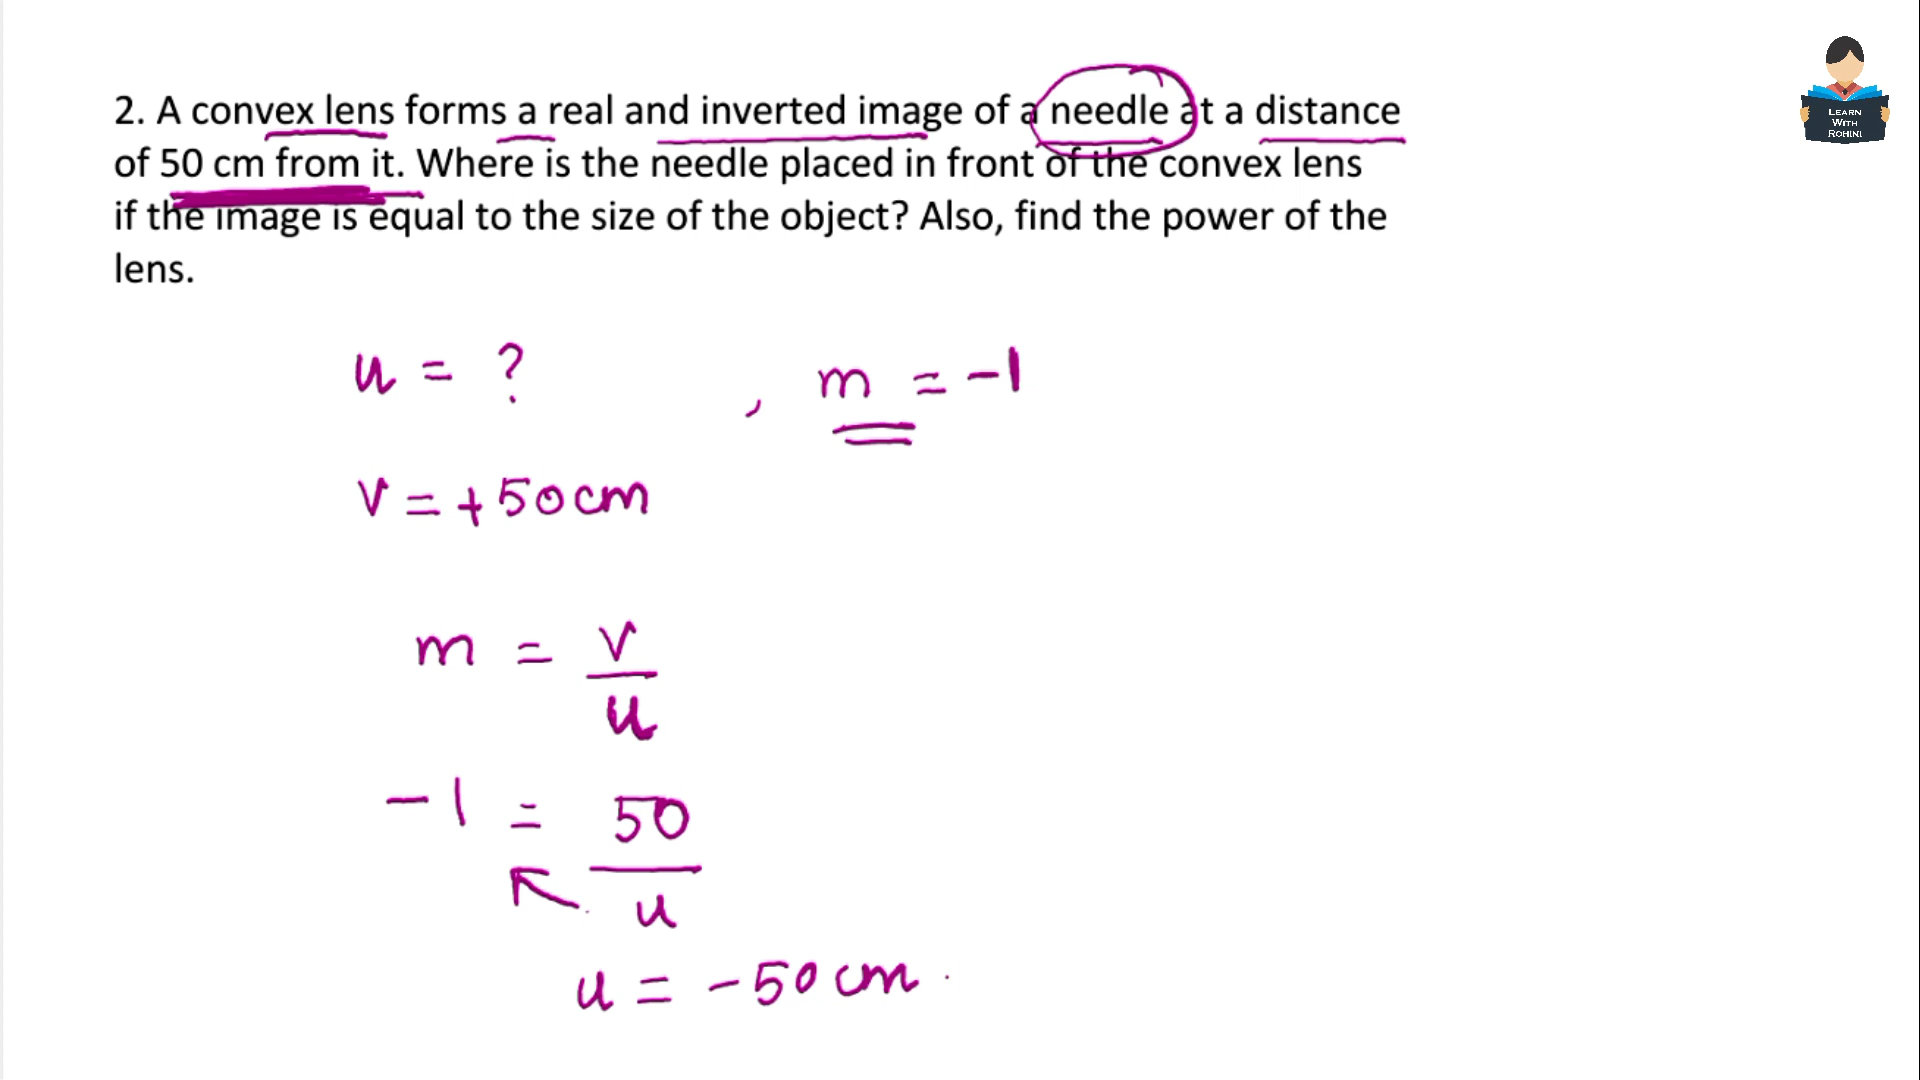 LEARN
WITH
ROHINI
2. A convex lens forms a real and inverted image of a needle at a distance
of 50 cm from it. Where is the needle placed in front of the convex lens
if the image is equal to the size of the object? Also, find the power of the
lens.
u = ? , m = -1
v = +50cm
m = v/u
-1 = 50/u
u = -50 cm.